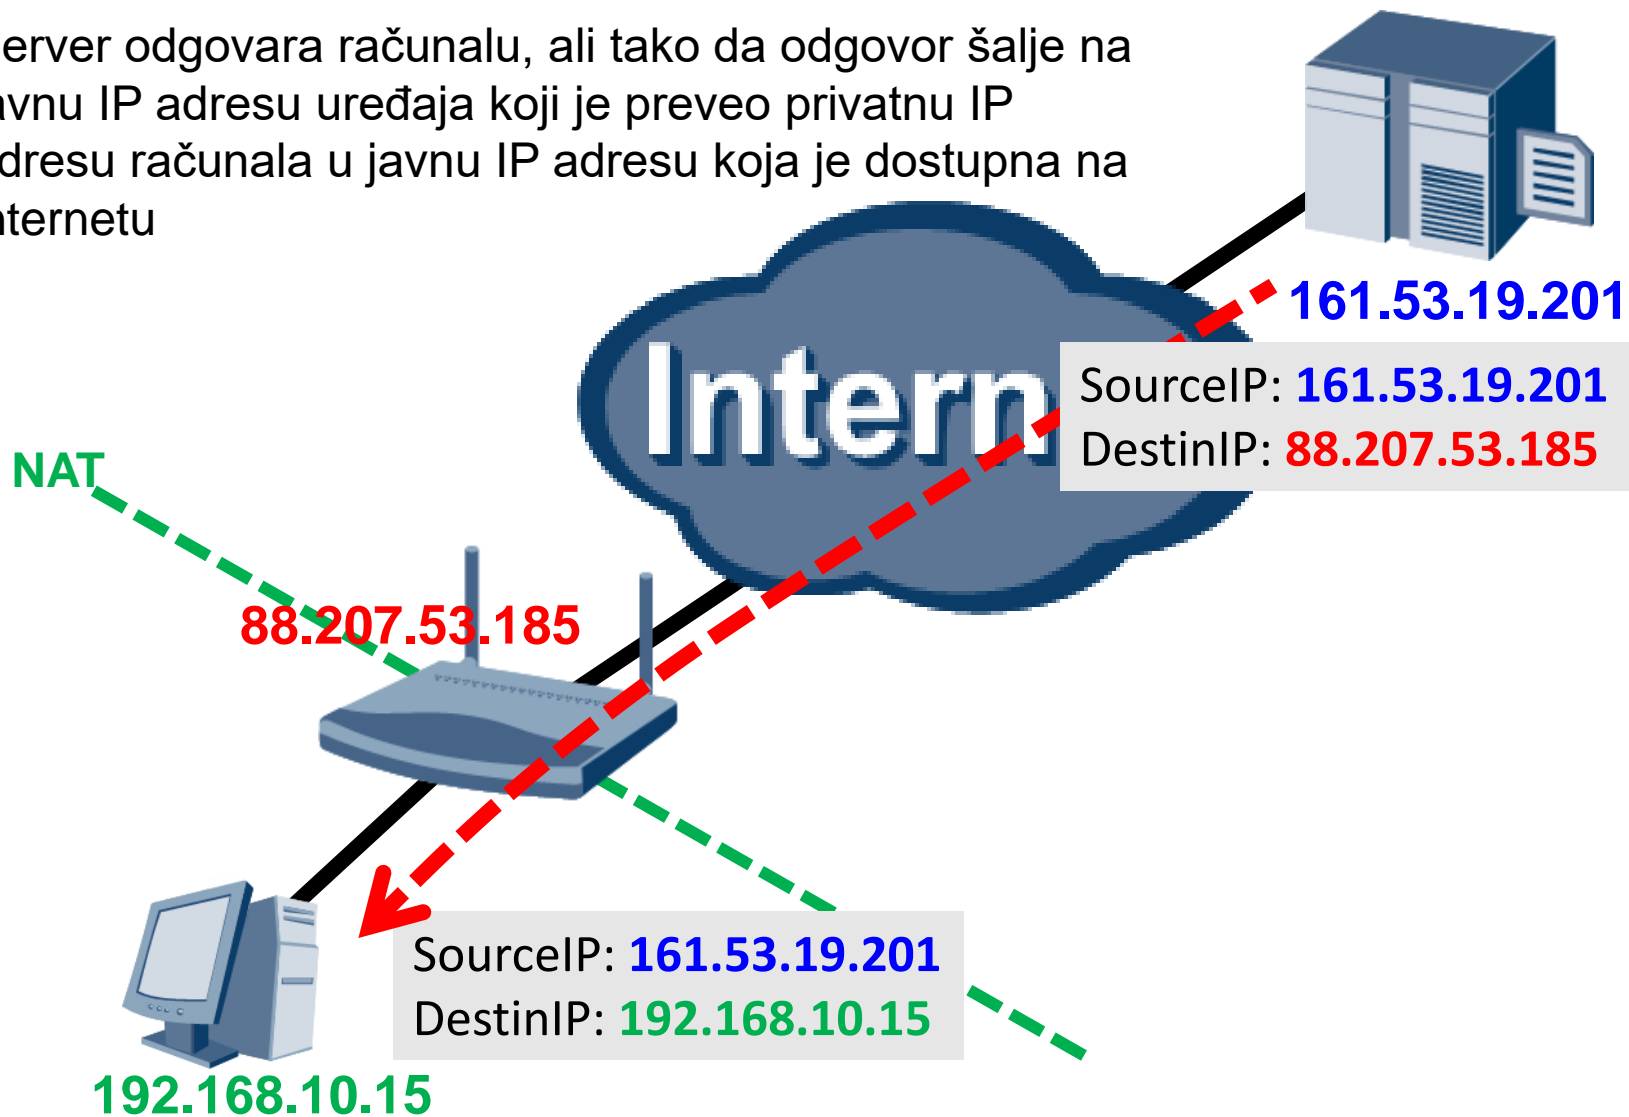 erver odgovara računalu, ali tako da odgovor šalje na
avnu IP adresu uređaja koji je preveo privatnu IP
dresu računala u javnu IP adresu koja je dostupna na
nternetu
161.53.19.201
Intern
SourceIP: 161.53.19.201
DestinIP: 88.207.53.185
NAT
88.207.53.185
SourceIP: 161.53.19.201
DestinIP: 192.168.10.15
192.168.10.15